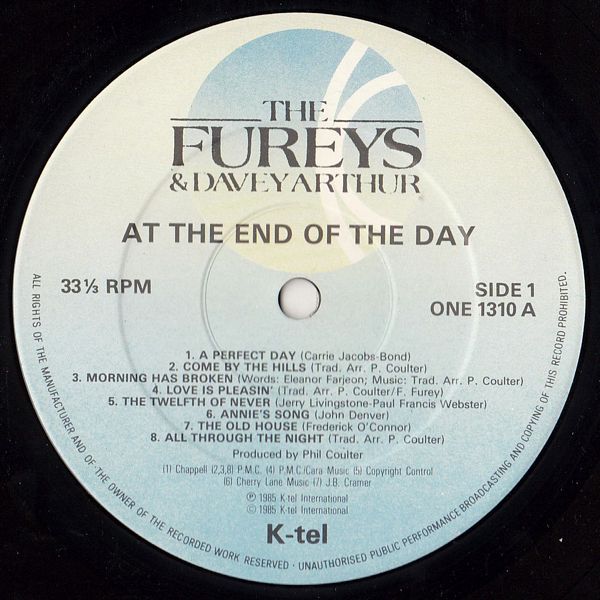 THE
FUREYS
& DAVEY ARTHUR
AT THE END OF THE DAY
33⅓ RPM
SIDE 1
ONE 1310 A
1. A PERFECT DAY (Carrie Jacobs-Bond)
2. COME BY THE HILLS (Trad. Arr. P. Coulter)
3. MORNING HAS BROKEN (Words: Eleanor Farjeon; Music: Trad. Arr. P. Coulter)
4. LOVE IS PLEASIN' (Trad. Arr. P. Coulter/F. Furey)
5. THE TWELFTH OF NEVER (Jerry Livingstone-Paul Francis Webster)
6. ANNIE'S SONG (John Denver)
7. THE OLD HOUSE (Frederick O'Connor)
8. ALL THROUGH THE NIGHT (Trad. Arr. P. Coulter)
Produced by Phil Coulter
(1) Chappell (2,3,8) P.M.C. (4) P.M.C./Cara Music (5) Copyright Control
(6) Cherry Lane Music (7) J.B. Cramer
℗ 1985 K-tel International
© 1985 K-tel International
K-tel
ALL RIGHTS OF THE MANUFACTURER AND OF THE OWNER OF THE RECORDED WORK RESERVED · UNAUTHORISED PUBLIC PERFORMANCE BROADCASTING AND COPYING OF THIS RECORD PROHIBITED.